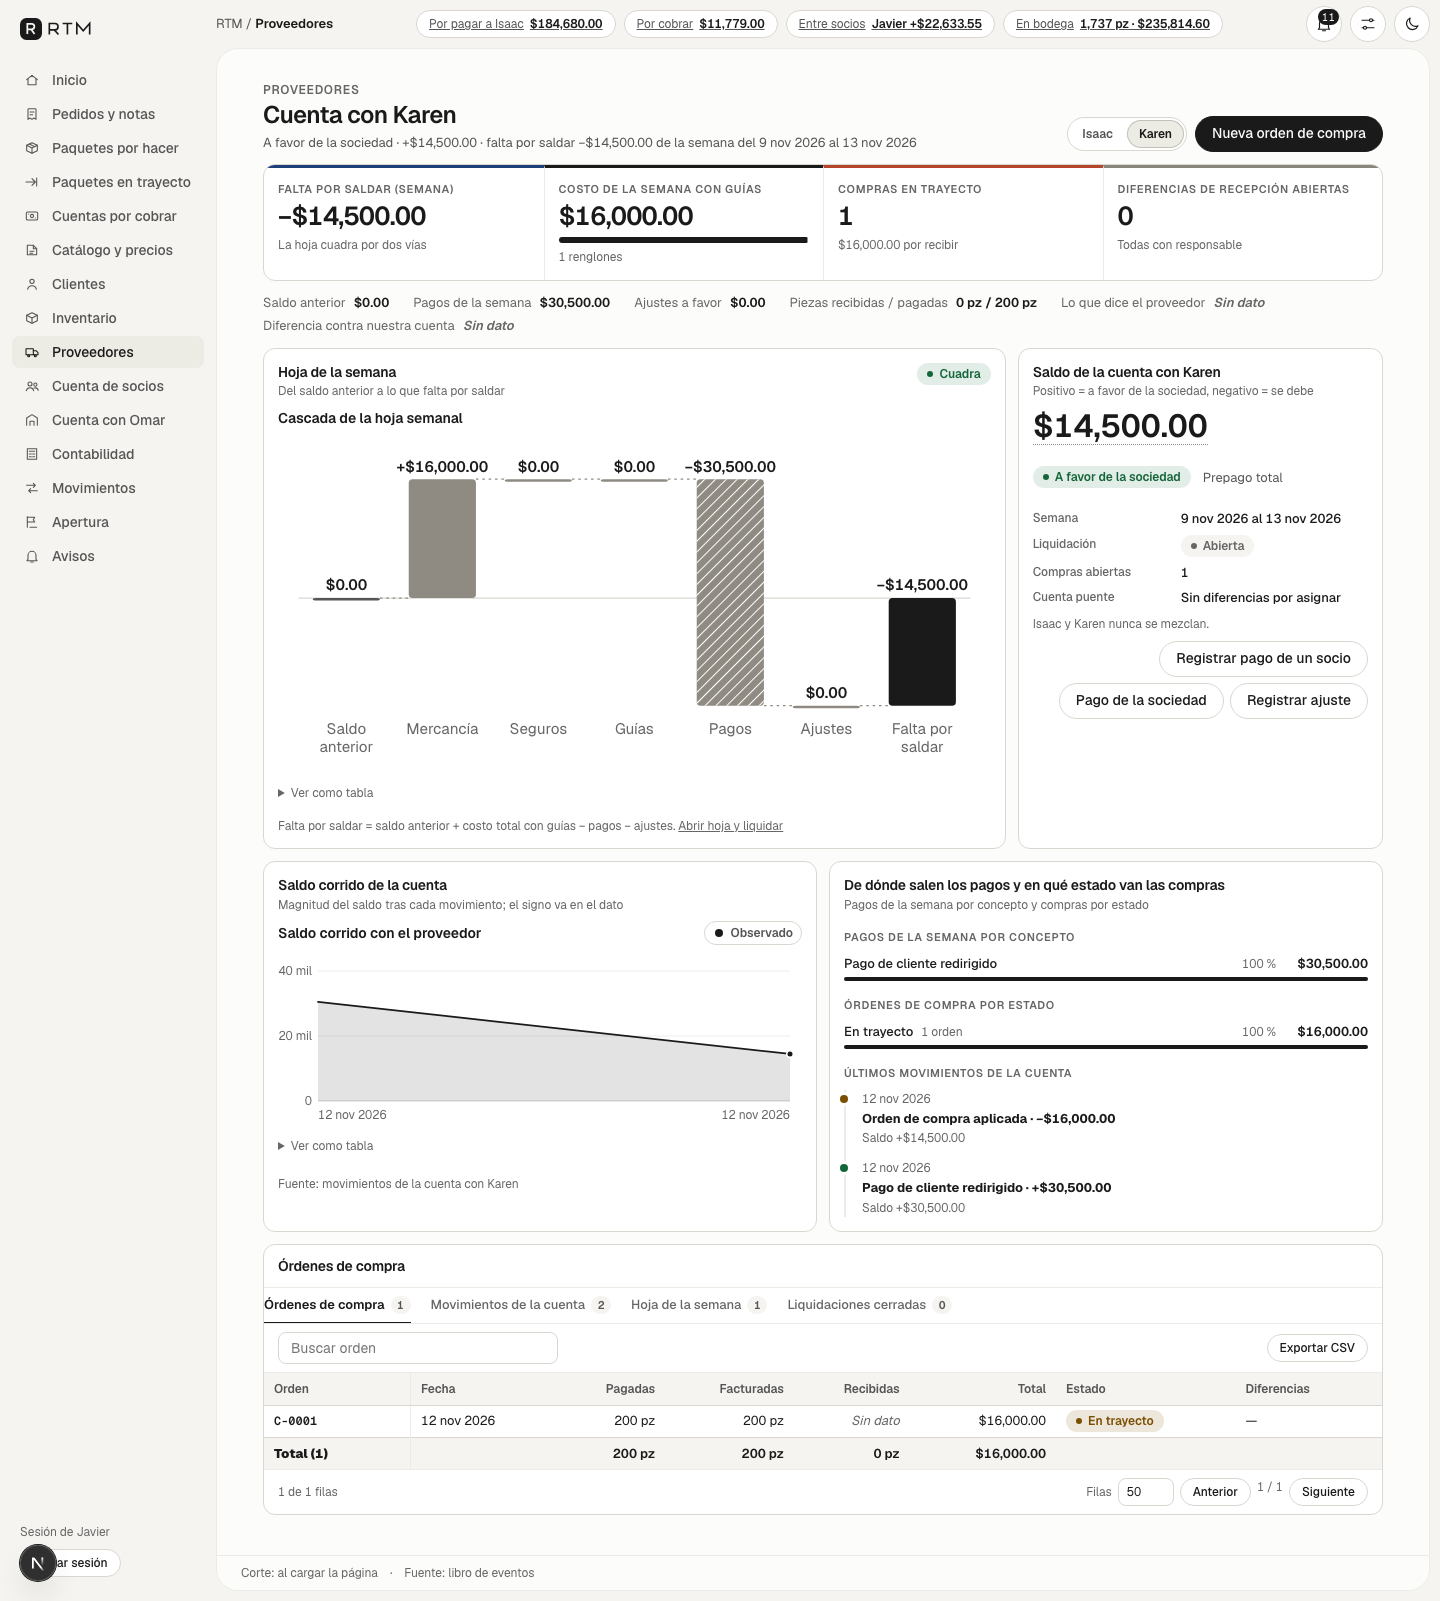 R RTM
RTM / Proveedores
Por pagar a Isaac $184,680.00
Por cobrar $11,779.00
Entre socios Javier +$22,633.55
En bodega 1,737 pz · $235,814.60
11
Inicio
Pedidos y notas
Paquetes por hacer
Paquetes en trayecto
Cuentas por cobrar
Catálogo y precios
Clientes
Inventario
Proveedores
Cuenta de socios
Cuenta con Omar
Contabilidad
Movimientos
Apertura
Avisos
PROVEEDORES
Cuenta con Karen
A favor de la sociedad · +$14,500.00 · falta por saldar −$14,500.00 de la semana del 9 nov 2026 al 13 nov 2026
Isaac Karen Nueva orden de compra
FALTA POR SALDAR (SEMANA)
−$14,500.00
La hoja cuadra por dos vías
COSTO DE LA SEMANA CON GUÍAS
$16,000.00
1 renglones
COMPRAS EN TRAYECTO
1
$16,000.00 por recibir
DIFERENCIAS DE RECEPCIÓN ABIERTAS
0
Todas con responsable
Saldo anterior $0.00 Pagos de la semana $30,500.00 Ajustes a favor $0.00 Piezas recibidas / pagadas 0 pz / 200 pz Lo que dice el proveedor Sin dato
Diferencia contra nuestra cuenta Sin dato
Hoja de la semana
Cuadra
Del saldo anterior a lo que falta por saldar
Cascada de la hoja semanal
+$16,000.00 $0.00 $0.00 −$30,500.00
$0.00 −$14,500.00
$0.00
Saldo anterior
Mercancía
Seguros
Guías
Pagos
Ajustes
Falta por saldar
Ver como tabla
Falta por saldar = saldo anterior + costo total con guías − pagos − ajustes. Abrir hoja y liquidar
Saldo de la cuenta con Karen
Positivo = a favor de la sociedad, negativo = se debe
$14,500.00
A favor de la sociedad Prepago total
Semana 9 nov 2026 al 13 nov 2026
Liquidación Abierta
Compras abiertas 1
Cuenta puente Sin diferencias por asignar
Isaac y Karen nunca se mezclan.
Registrar pago de un socio
Pago de la sociedad Registrar ajuste
Saldo corrido de la cuenta
Magnitud del saldo tras cada movimiento; el signo va en el dato
Saldo corrido con el proveedor Observado
40 mil
20 mil
0
12 nov 2026 12 nov 2026
Ver como tabla
Fuente: movimientos de la cuenta con Karen
De dónde salen los pagos y en qué estado van las compras
Pagos de la semana por concepto y compras por estado
PAGOS DE LA SEMANA POR CONCEPTO
Pago de cliente redirigido 100 % $30,500.00
ÓRDENES DE COMPRA POR ESTADO
En trayecto 1 orden 100 % $16,000.00
ÚLTIMOS MOVIMIENTOS DE LA CUENTA
12 nov 2026
Orden de compra aplicada · −$16,000.00
Saldo +$14,500.00
12 nov 2026
Pago de cliente redirigido · +$30,500.00
Saldo +$30,500.00
Órdenes de compra
Órdenes de compra 1 Movimientos de la cuenta 2 Hoja de la semana 1 Liquidaciones cerradas 0
Buscar orden Exportar CSV
Orden Fecha Pagadas Facturadas Recibidas Total Estado Diferencias
C-0001 12 nov 2026 200 pz 200 pz Sin dato $16,000.00 En trayecto —
Total (1) 200 pz 200 pz 0 pz $16,000.00
1 de 1 filas Filas 50 Anterior 1 / 1 Siguiente
Sesión de Javier
N ar sesión
Corte: al cargar la página · Fuente: libro de eventos